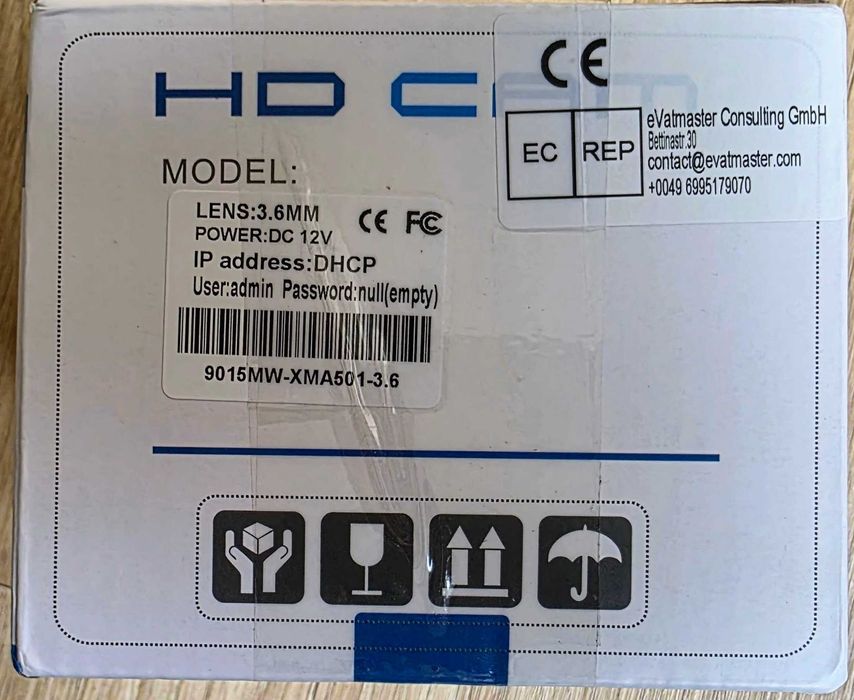 HD CAM
MODEL:
LENS:3.6MM
POWER:DC 12V
CE FC
IP address:DHCP
User:admin Password:null(empty)
9015MW-XMA501-3.6
CE
EC REP
eVatmaster Consulting GmbH
Bettinastr.30
contact@evatmaster.com
+0049 6995179070